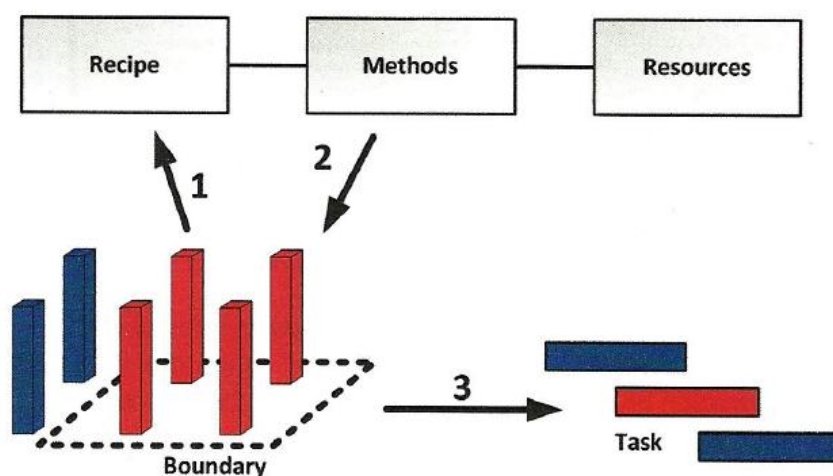 Recipe
Methods
Resources
1
2
3
Task
Boundary